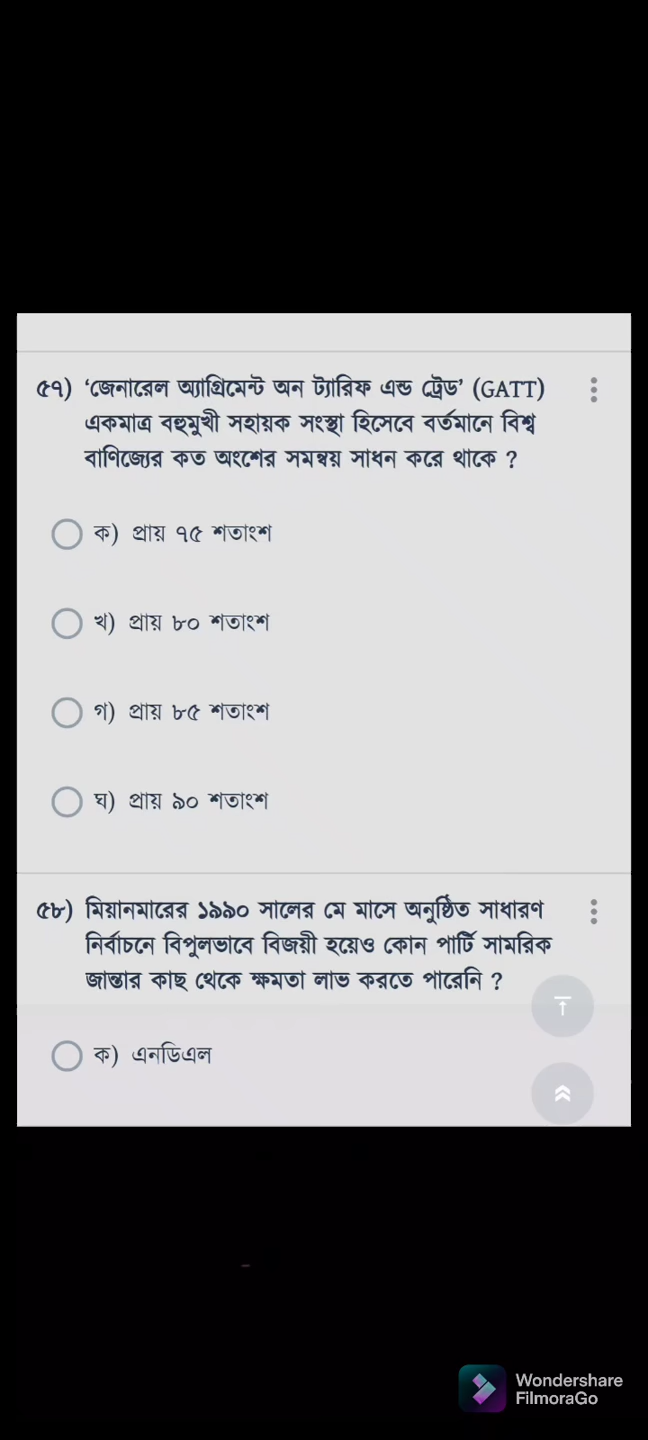 ৫৭) ‘জেনারেল অ্যাগ্রিমেন্ট অন ট্যারিফ এন্ড ট্রেড’ (GATT)
একমাত্র বহুমুখী সহায়ক সংস্থা হিসেবে বর্তমানে বিশ্ব
বাণিজ্যের কত অংশের সমন্বয় সাধন করে থাকে ?
ক) প্রায় ৭৫ শতাংশ
খ) প্রায় ৮০ শতাংশ
গ) প্রায় ৮৫ শতাংশ
ঘ) প্রায় ৯০ শতাংশ
৫৮) মিয়ানমারের ১৯৯০ সালের মে মাসে অনুষ্ঠিত সাধারণ
নির্বাচনে বিপুলভাবে বিজয়ী হয়েও কোন পার্টি সামরিক
জান্তার কাছ থেকে ক্ষমতা লাভ করতে পারেনি ?
ক) এনডিএল
Wondershare
FilmoraGo